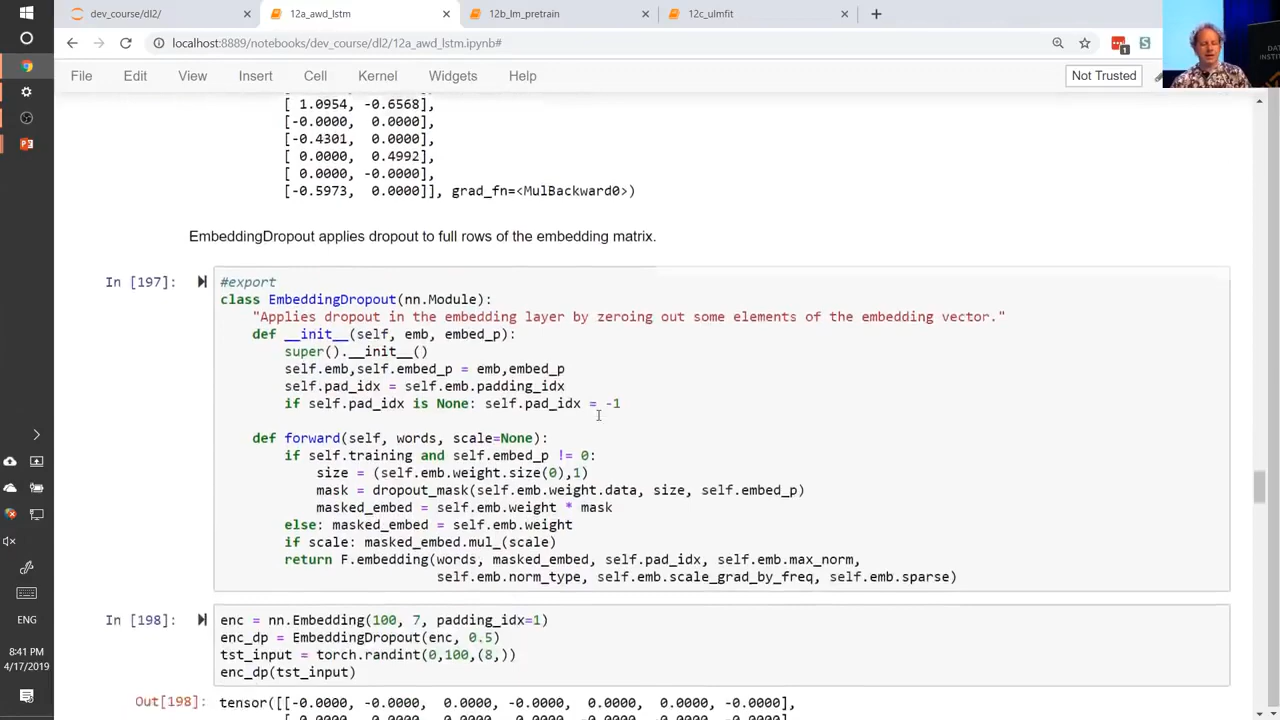 dev_course/dl2/
12a_awd_lstm
12b_lm_pretrain
12c_ulmfit
localhost:8889/notebooks/dev_course/dl2/12a_awd_lstm.ipynb#
File Edit View Insert Cell Kernel Widgets Help
Not Trusted
[ 1.0954, -0.6568],
[-0.0000, 0.0000],
[-0.4301, 0.0000],
[ 0.0000, 0.4992],
[ 0.0000, -0.0000],
[-0.5973, 0.0000]], grad_fn=<MulBackward0>)
EmbeddingDropout applies dropout to full rows of the embedding matrix.
In [197]:
#export
class EmbeddingDropout(nn.Module):
"Applies dropout in the embedding layer by zeroing out some elements of the embedding vector."
def __init__(self, emb, embed_p):
super().__init__()
self.emb,self.embed_p = emb,embed_p
self.pad_idx = self.emb.padding_idx
if self.pad_idx is None: self.pad_idx = -1
def forward(self, words, scale=None):
if self.training and self.embed_p != 0:
size = (self.emb.weight.size(0),1)
mask = dropout_mask(self.emb.weight.data, size, self.embed_p)
masked_embed = self.emb.weight * mask
else: masked_embed = self.emb.weight
if scale: masked_embed.mul_(scale)
return F.embedding(words, masked_embed, self.pad_idx, self.emb.max_norm,
self.emb.norm_type, self.emb.scale_grad_by_freq, self.emb.sparse)
In [198]:
enc = nn.Embedding(100, 7, padding_idx=1)
enc_dp = EmbeddingDropout(enc, 0.5)
tst_input = torch.randint(0,100,(8,))
enc_dp(tst_input)
Out[198]:
tensor([[-0.0000, -0.0000, 0.0000, -0.0000, 0.0000, 0.0000, -0.0000],
ENG
8:41 PM
4/17/2019